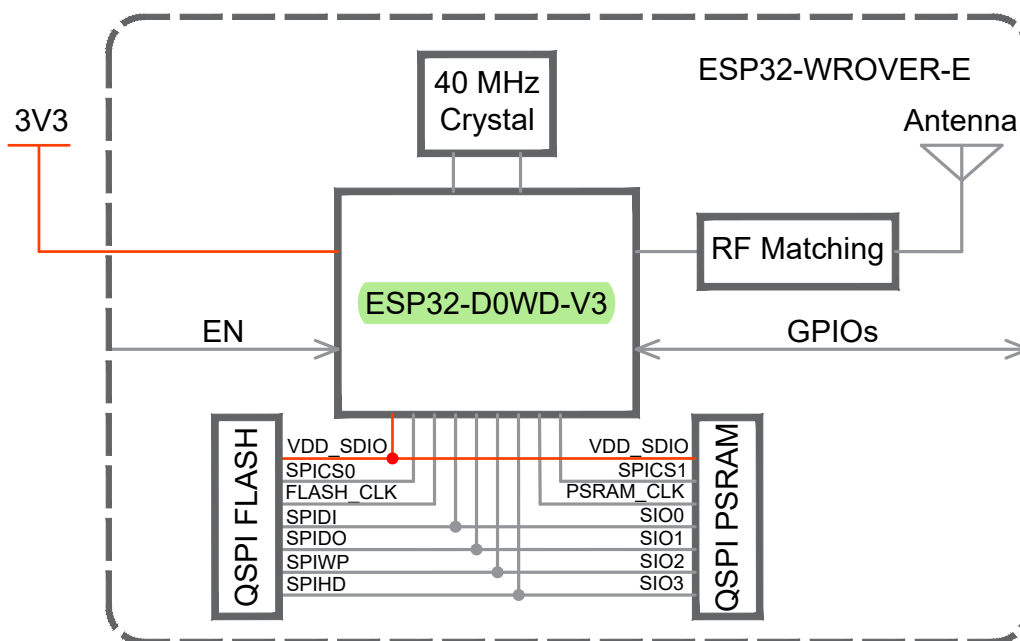 ESP32-WROVER-E
40 MHz
Crystal
3V3
Antenna
RF Matching
ESP32-D0WD-V3
EN
GPIOs
QSPI FLASH
VDD_SDIO
SPICS0
FLASH_CLK
SPIDI
SPIDO
SPIWP
SPIHD
VDD_SDIO
SPICS1
PSRAM_CLK
SIO0
SIO1
SIO2
SIO3
QSPI PSRAM